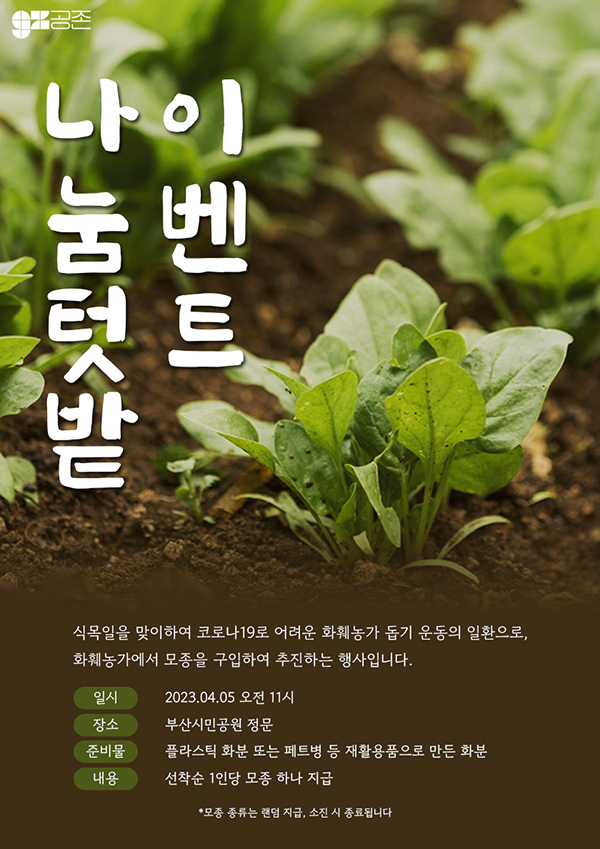 공존
나눔텃밭
이벤트
식목일을 맞이하여 코로나19로 어려운 화훼농가 돕기 운동의 일환으로,
화훼농가에서 모종을 구입하여 추진하는 행사입니다.
일시 2023.04.05 오전 11시
장소 부산시민공원 정문
준비물 플라스틱 화분 또는 페트병 등 재활용품으로 만든 화분
내용 선착순 1인당 모종 하나 지급
*모종 종류는 랜덤 지급, 소진 시 종료됩니다